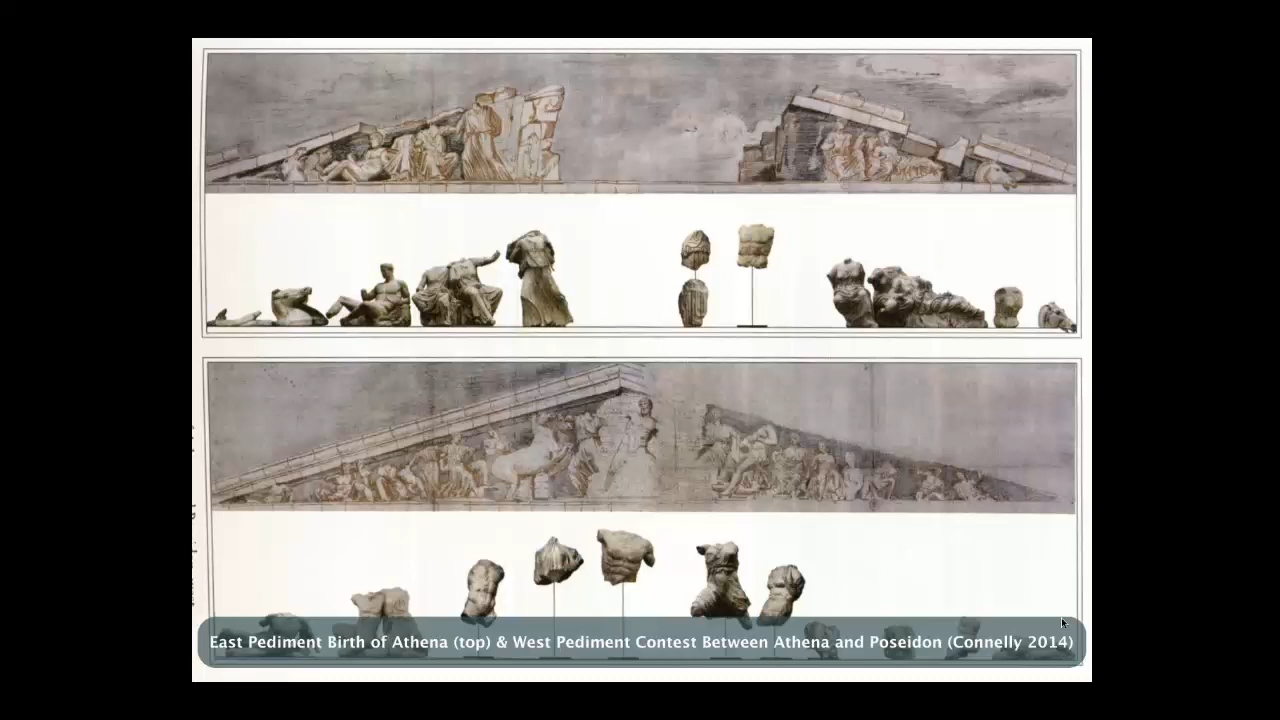 East Pediment Birth of Athena (top) & West Pediment Contest Between Athena and Poseidon (Connelly 2014)